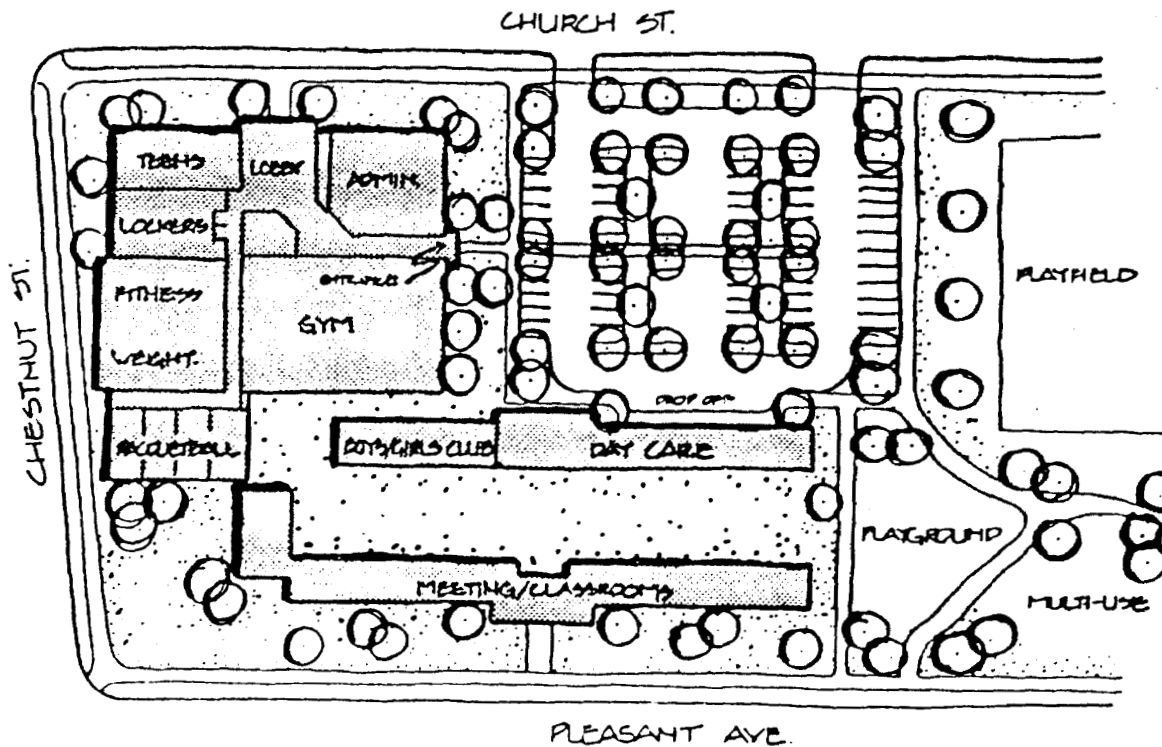 CHURCH ST.
TEENS
LOBBY
ADMIN
LOCKERS
CHESTNUT ST.
FITNESS
GYM
PLAYFIELD
WEIGHT
DROP OFF
RACQUETBALL
BOYS/GIRLS CLUB
DAY CARE
PLAYGROUND
MEETING/CLASSROOMS
MULTI-USE
PLEASANT AVE.